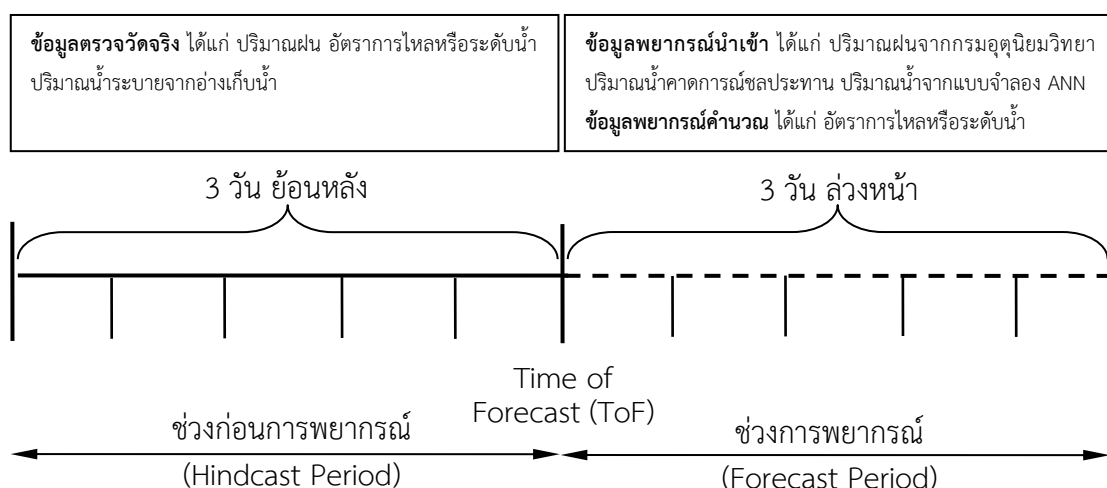 ข้อมูลตรวจวัดจริง ได้แก่ ปริมาณฝน อัตราการไหลหรือระดับน้ำ
ปริมาณน้ำระบายจากอ่างเก็บน้ำ
ข้อมูลพยากรณ์นำเข้า ได้แก่ ปริมาณฝนจากกรมอุตุนิยมวิทยา
ปริมาณน้ำคาดการณ์ชลประทาน ปริมาณน้ำจากแบบจำลอง ANN
ข้อมูลพยากรณ์คำนวณ ได้แก่ อัตราการไหลหรือระดับน้ำ
3 วัน ย้อนหลัง
3 วัน ล่วงหน้า
Time of
Forecast (ToF)
ช่วงก่อนการพยากรณ์
(Hindcast Period)
ช่วงการพยากรณ์
(Forecast Period)